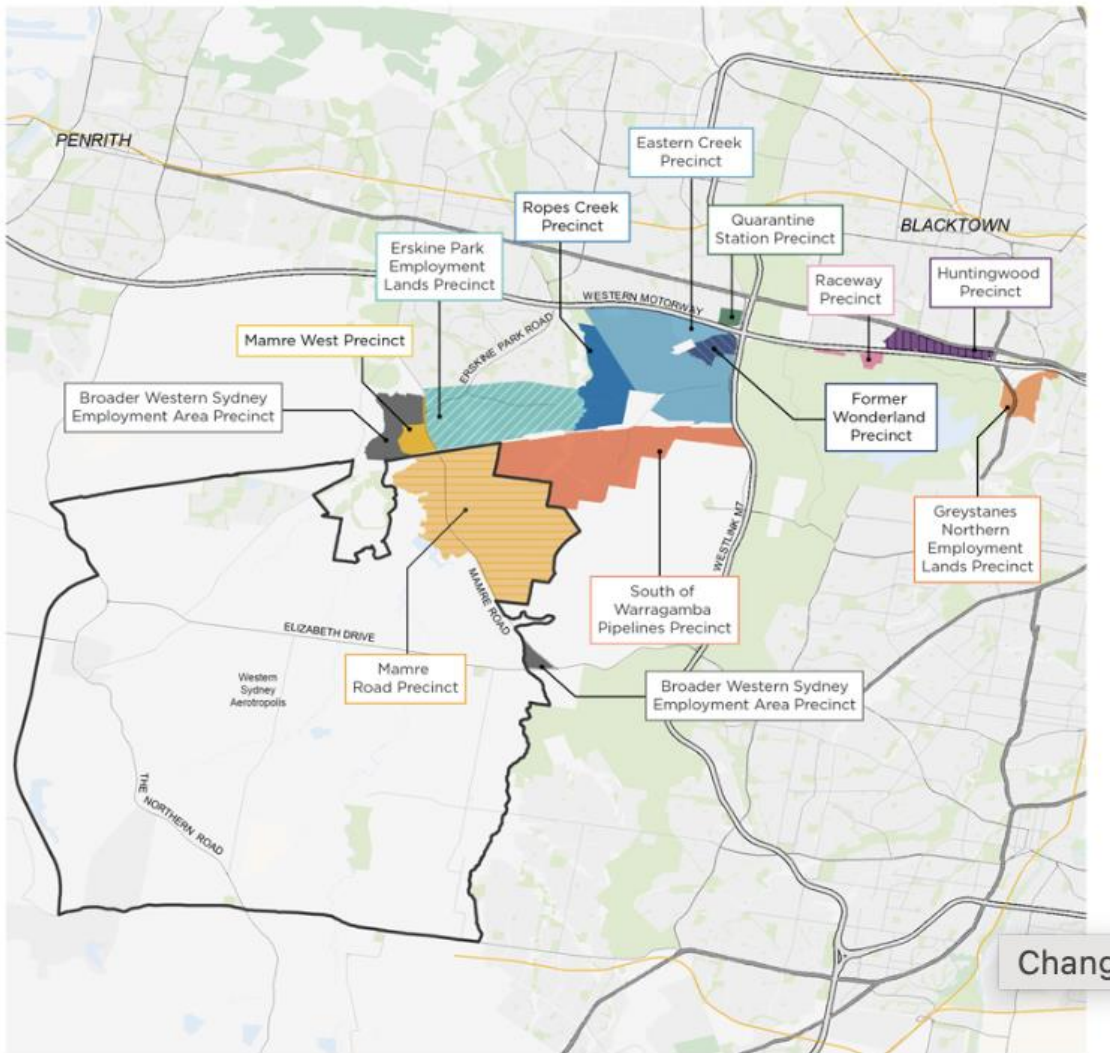 PENRITH
Eastern Creek
Precinct
Ropes Creek
Precinct
Quarantine
Station Precinct
BLACKTOWN
Erskine Park
Employment
Lands Precinct
Raceway
Precinct
Huntingwood
Precinct
WESTERN MOTORWAY
ERSKINE PARK ROAD
Mamre West Precinct
Broader Western Sydney
Employment Area Precinct
Former
Wonderland
Precinct
WESTLINK M7
Greystanes
Northern
Employment
Lands Precinct
MAMRE ROAD
South of
Warragamba
Pipelines Precinct
ELIZABETH DRIVE
Mamre
Road Precinct
Western
Sydney
Aerotropolis
Broader Western Sydney
Employment Area Precinct
THE NORTHERN ROAD
Chang